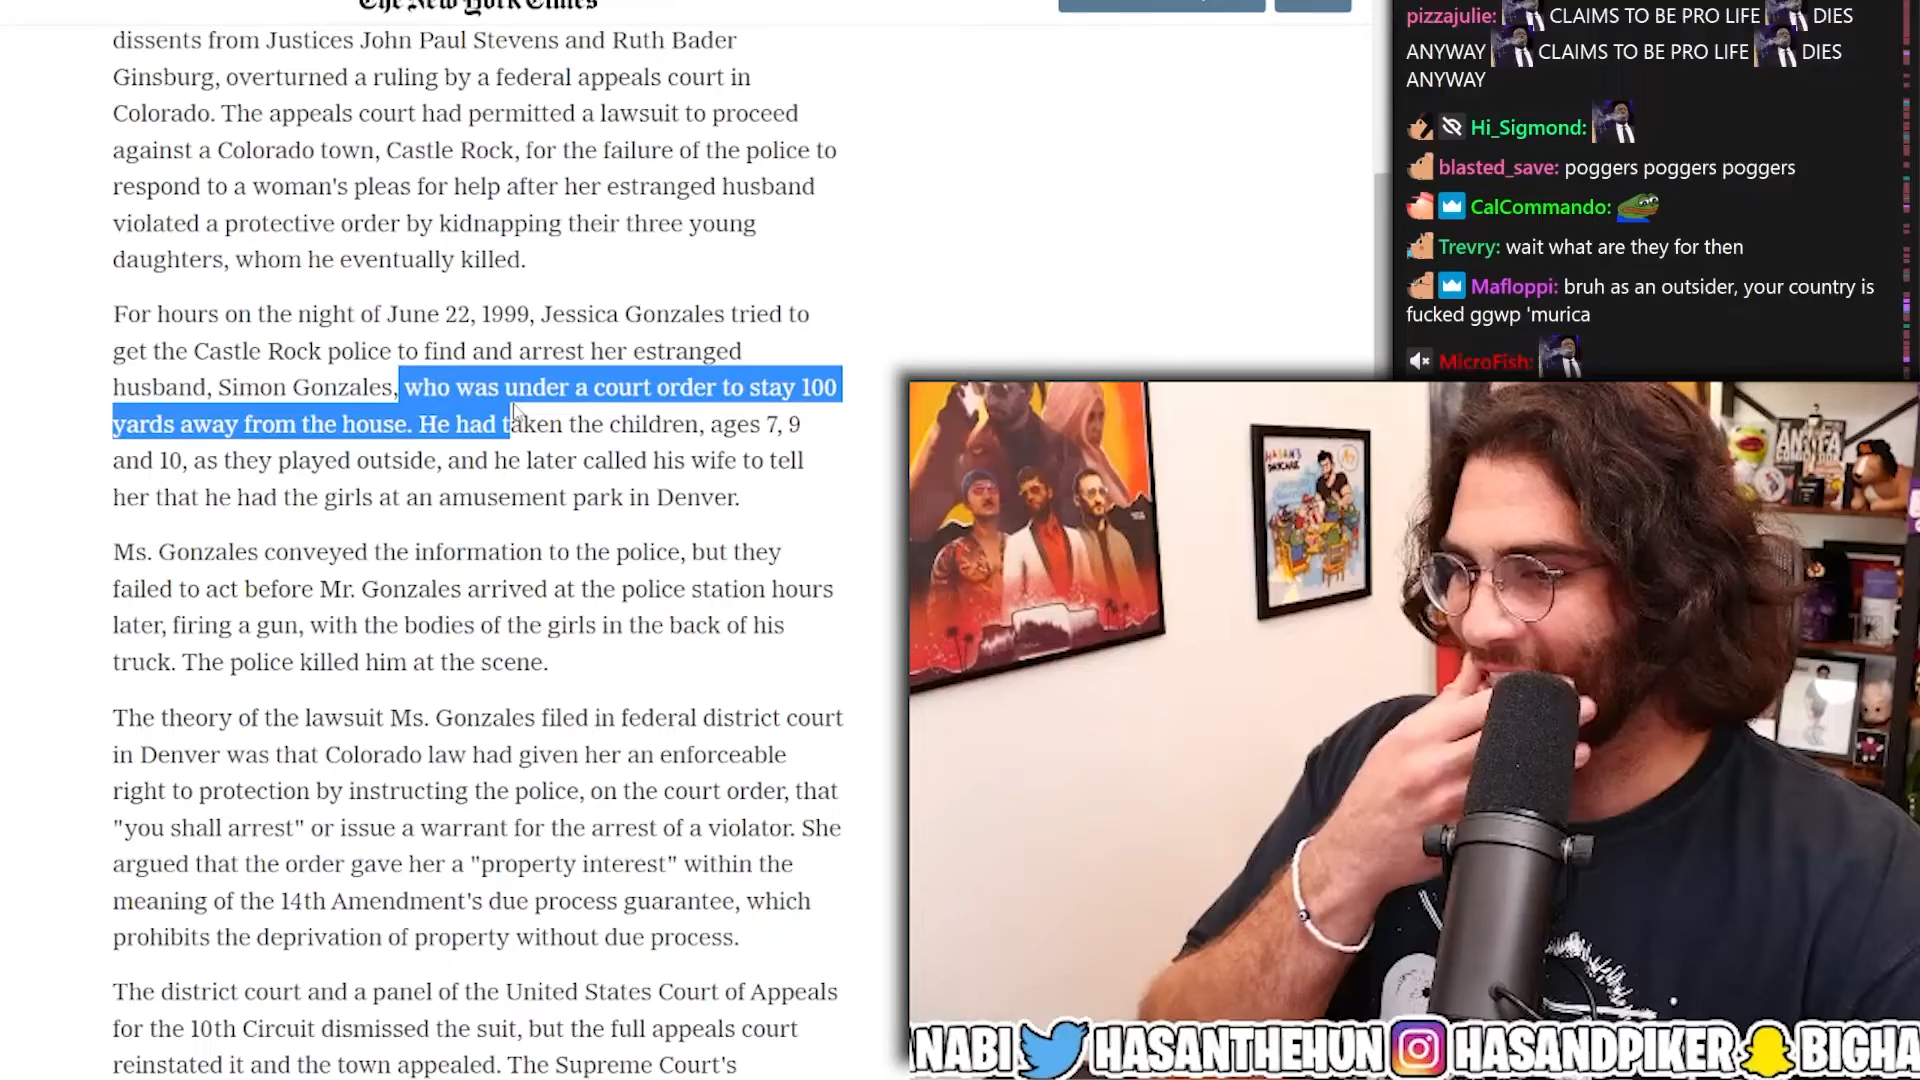 The New York Times
dissents from Justices John Paul Stevens and Ruth Bader
Ginsburg, overturned a ruling by a federal appeals court in
Colorado. The appeals court had permitted a lawsuit to proceed
against a Colorado town, Castle Rock, for the failure of the police to
respond to a woman's pleas for help after her estranged husband
violated a protective order by kidnapping their three young
daughters, whom he eventually killed.
For hours on the night of June 22, 1999, Jessica Gonzales tried to
get the Castle Rock police to find and arrest her estranged
husband, Simon Gonzales, who was under a court order to stay 100
yards away from the house. He had taken the children, ages 7, 9
and 10, as they played outside, and he later called his wife to tell
her that he had the girls at an amusement park in Denver.
Ms. Gonzales conveyed the information to the police, but they
failed to act before Mr. Gonzales arrived at the police station hours
later, firing a gun, with the bodies of the girls in the back of his
truck. The police killed him at the scene.
The theory of the lawsuit Ms. Gonzales filed in federal district court
in Denver was that Colorado law had given her an enforceable
right to protection by instructing the police, on the court order, that
"you shall arrest" or issue a warrant for the arrest of a violator. She
argued that the order gave her a "property interest" within the
meaning of the 14th Amendment's due process guarantee, which
prohibits the deprivation of property without due process.
The district court and a panel of the United States Court of Appeals
for the 10th Circuit dismissed the suit, but the full appeals court
reinstated it and the town appealed. The Supreme Court's
pizzajulie: CLAIMS TO BE PRO LIFE DIES
ANYWAY CLAIMS TO BE PRO LIFE DIES
ANYWAY
Hi_Sigmond:
blasted_save: poggers poggers poggers
CalCommando:
Trevry: wait what are they for then
Mafloppi: bruh as an outsider, your country is
fucked ggwp 'murica
MicroFish:
HASAN'S
ANTIFA
NABI HASANTHEHUN HASANDPIKER BIGHA